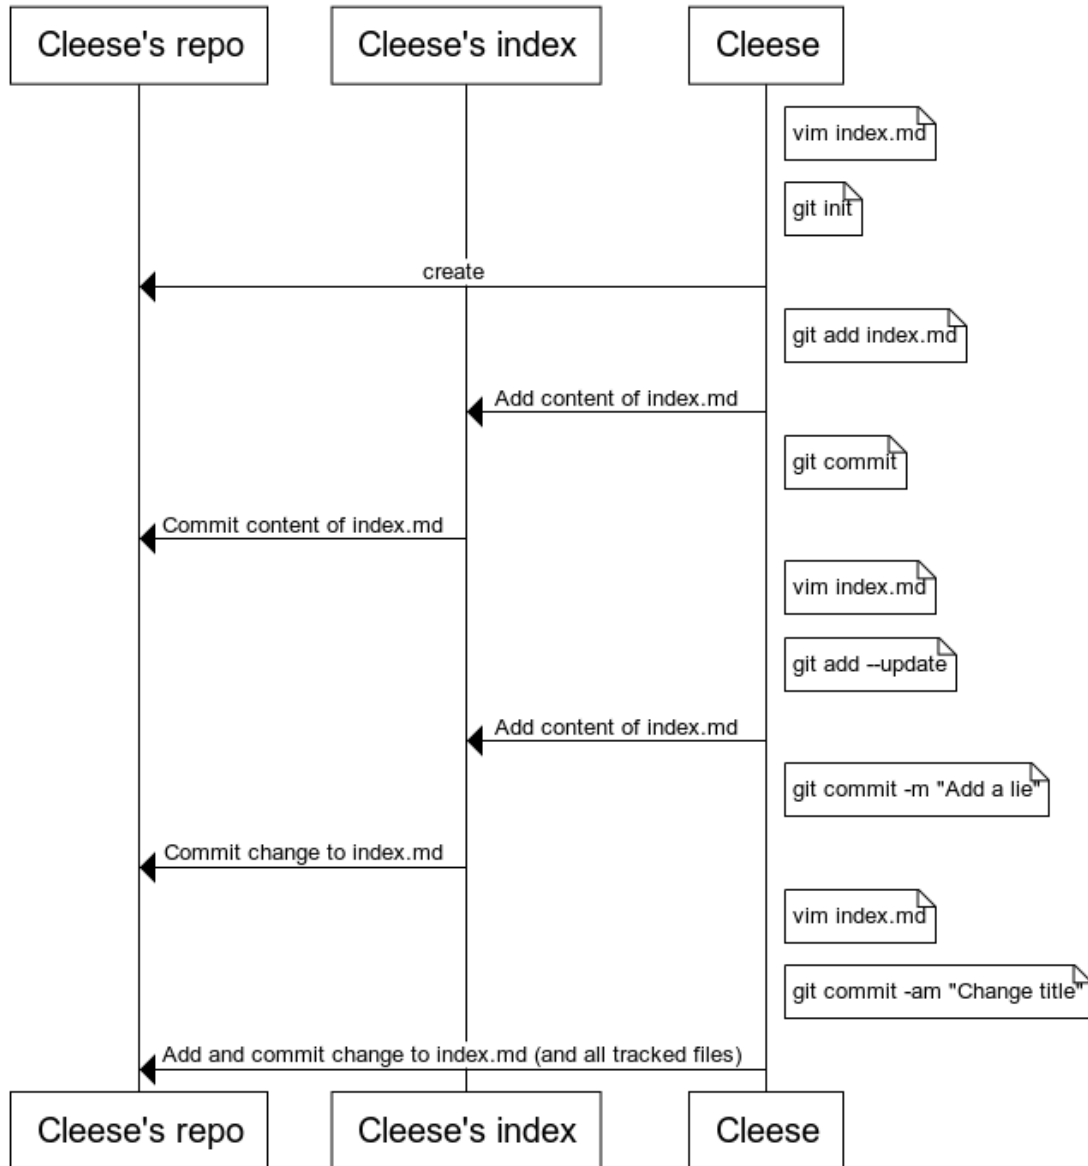 Cleese's repo
Cleese's index
Cleese
vim index.md
git init
create
git add index.md
Add content of index.md
git commit
Commit content of index.md
vim index.md
git add --update
Add content of index.md
git commit -m "Add a lie"
Commit change to index.md
vim index.md
git commit -am "Change title"
Add and commit change to index.md (and all tracked files)
Cleese's repo
Cleese's index
Cleese